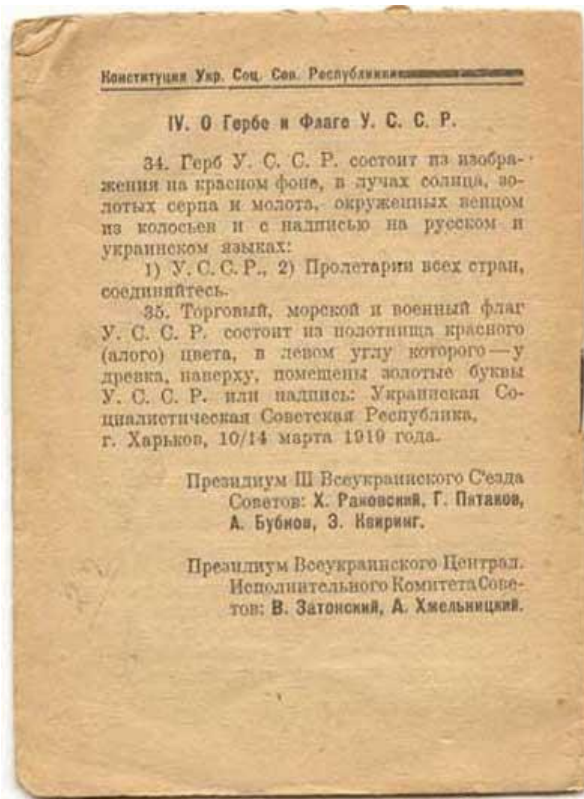 Конституция Укр. Соц. Сов. Республики
IV. О Гербе и Флаге У. С. С. Р.
34. Герб У. С. С. Р. состоит из изобра-
жения на красном фоне, в лучах солнца, зо-
лотых серпа и молота, окруженных венцом
из колосьев и с надписью на русском и
украинском языках:
1) У. С. С. Р., 2) Пролетарии всех стран,
соединяйтесь.
35. Торговый, морской и военный флаг
У. С. С. Р. состоит из полотнища красного
(алого) цвета, в левом углу которого—у
древка, наверху, помещены золотые буквы
У. С. С. Р. или надпись: Украинская Со-
циалистическая Советская Республика,
г. Харьков, 10/14 марта 1919 года.
Президиум III Всеукраинского С'езда
Советов: Х. Раковский, Г. Пятаков,
А. Бубнов, Э. Квиринг.
Президиум Всеукраинского Централ.
Исполнительного Комитета Сове-
тов: В. Затонский, А. Хмельницкий.